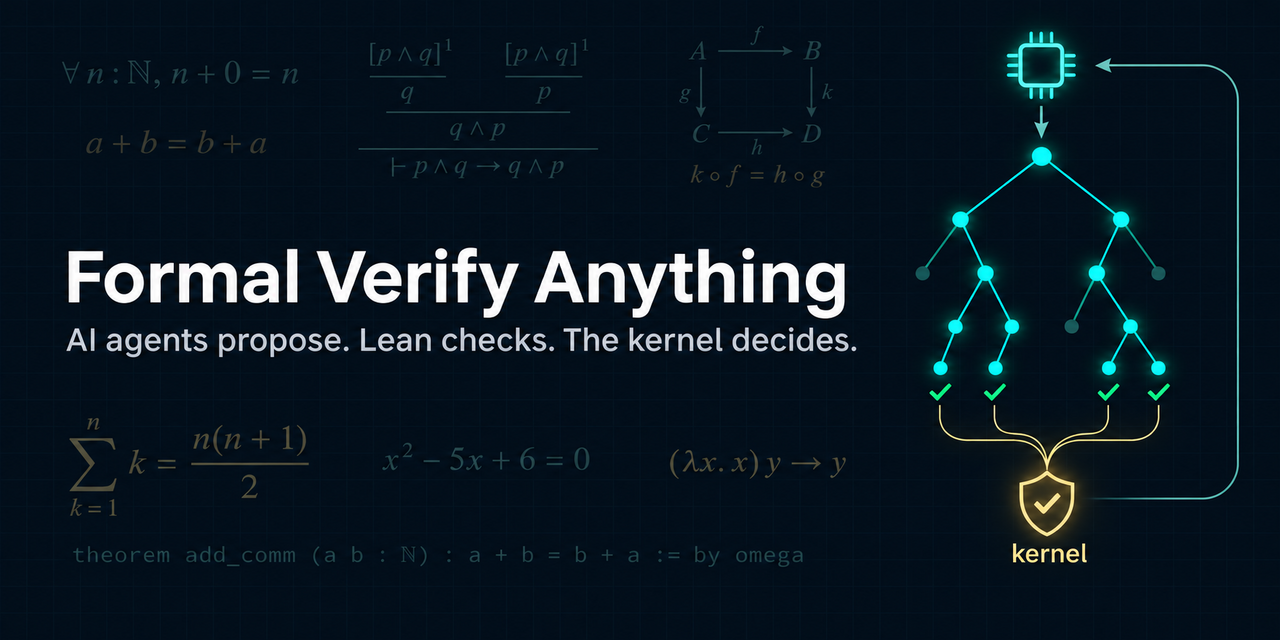 ∀ n : ℕ, n + 0 = n
a + b = b + a
[p ∧ q]¹ [p ∧ q]¹
q p
q ∧ p
⊢ p ∧ q → q ∧ p
A f B
g k
C h D
k ∘ f = h ∘ g
Formal Verify Anything
AI agents propose. Lean checks. The kernel decides.
n
∑ k = n(n + 1)
2
k = 1
x² − 5x + 6 = 0
(λx. x) y → y
theorem add_comm (a b : ℕ) : a + b = b + a := by omega
kernel